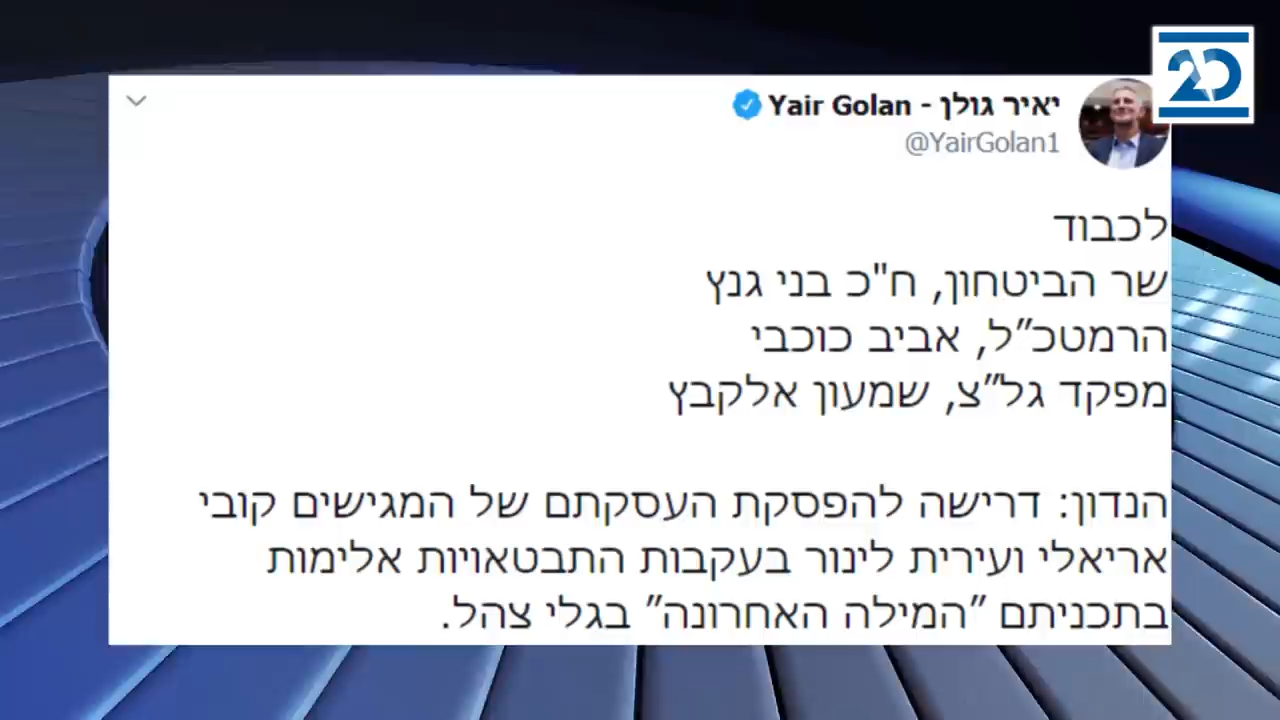 20
יאיר גולן - Yair Golan
@YairGolan1
לכבוד
שר הביטחון, ח"כ בני גנץ
הרמטכ״ל, אביב כוכבי
מפקד גל״צ, שמעון אלקבץ
הנדון: דרישה להפסקת העסקתם של המגישים קובי
אריאלי ועירית לינור בעקבות התבטאויות אלימות
בתכניתם ״המילה האחרונה״ בגלי צהל.